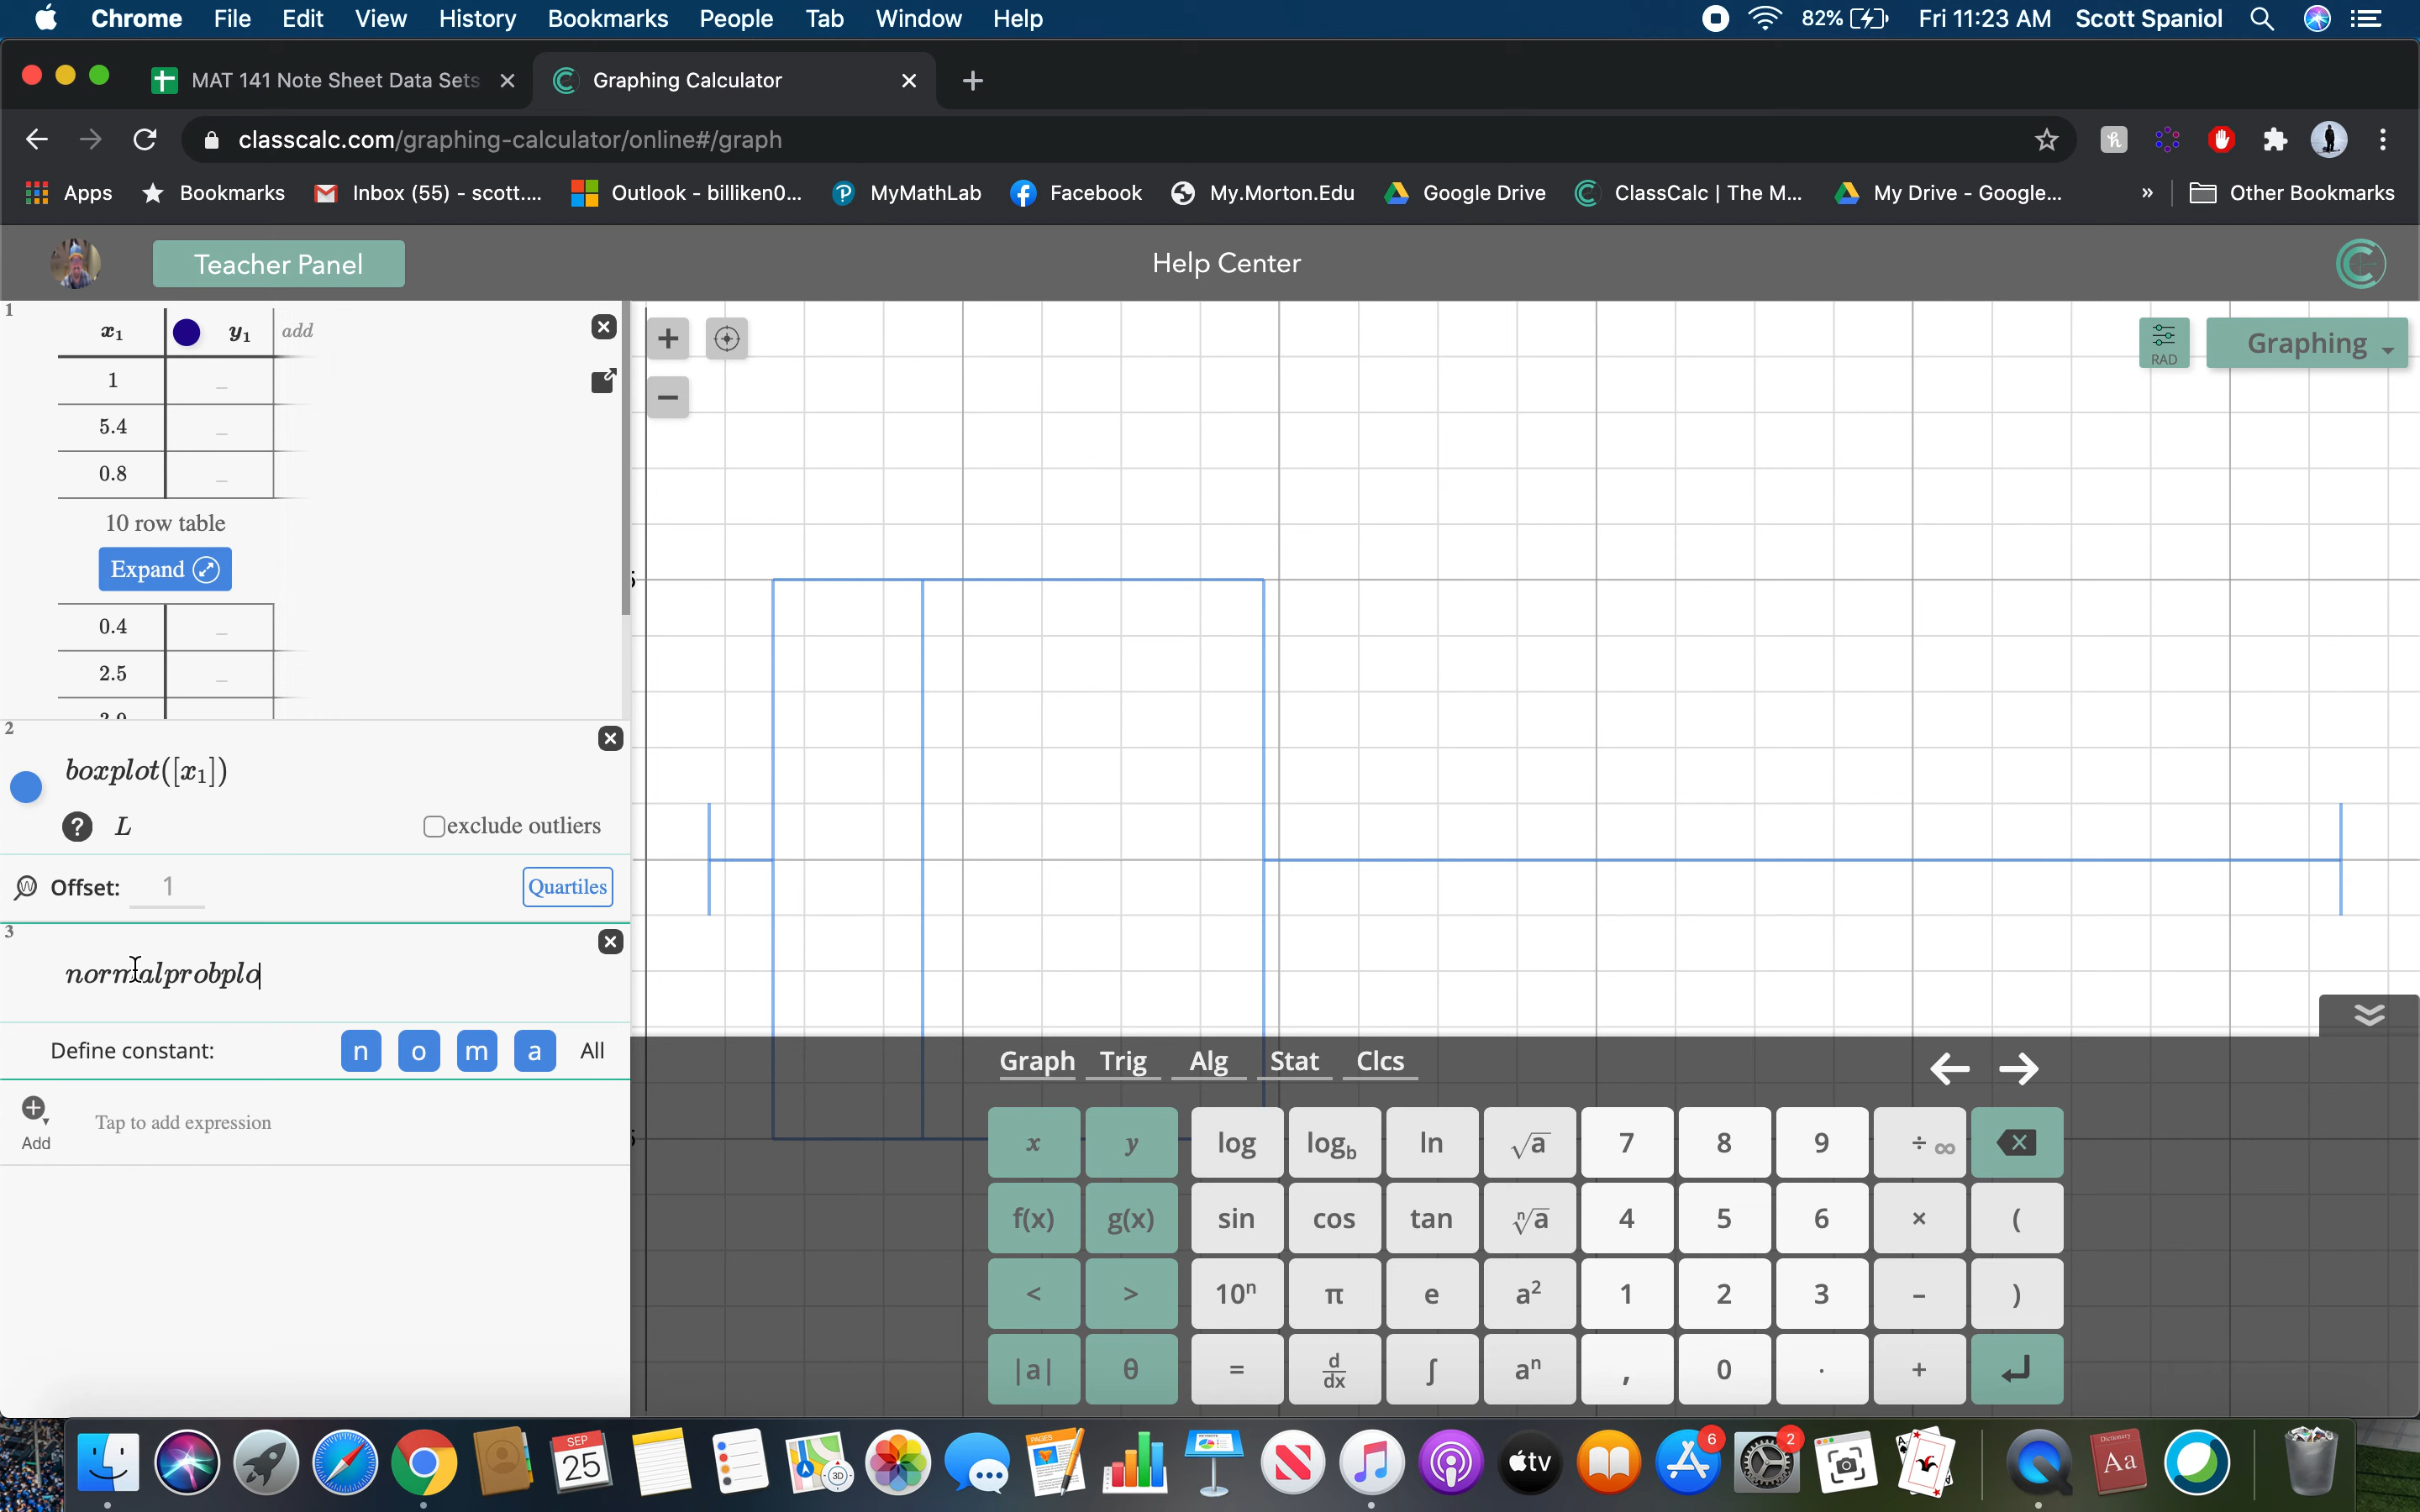 Chrome File Edit View History Bookmarks People Tab Window Help 82% Fri 11:23 AM Scott Spaniol
MAT 141 Note Sheet Data Sets Graphing Calculator
classcalc.com/graphing-calculator/online#/graph
Apps Bookmarks Inbox (55) - scott.... Outlook - billiken0... MyMathLab Facebook My.Morton.Edu Google Drive ClassCalc | The M... My Drive - Google... » Other Bookmarks
Teacher Panel Help Center
1
x₁ y₁ add
1
5.4
0.8
10 row table
Expand
0.4
2.5
RAD Graphing
2
boxplot([x₁])
? L exclude outliers
Offset: 1 Quartiles
3
normalprobplo
Define constant: n o m a All
Add Tap to add expression
Graph Trig Alg Stat Clcs
x y log log_b ln √a 7 8 9 ÷ ∞
f(x) g(x) sin cos tan ⁿ√a 4 5 6 × (
< > 10ⁿ π e a² 1 2 3 − )
|a| θ = d/dx ∫ aⁿ , 0 . +
SEP
25
3D
tv
6
2
Dictionary
Aa
PAGES